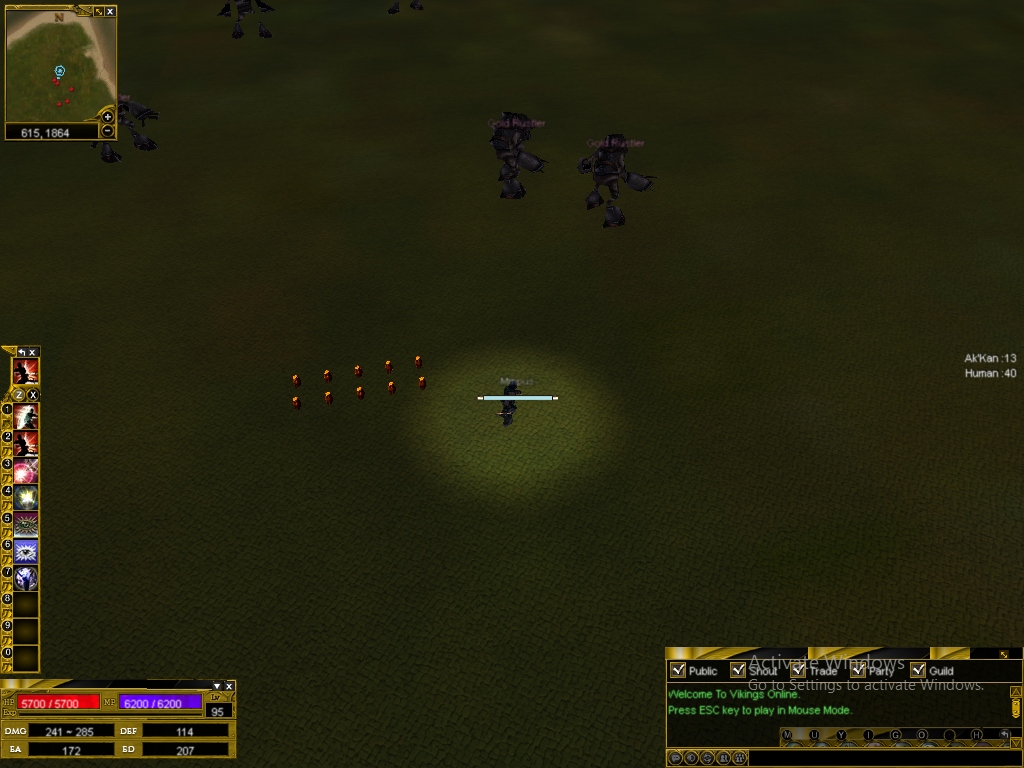 N
615, 1864
Gold Rustler
Gold Rustler
Ak'Kan :13
Human :40
Z X
1
2
3
4
5
6
7
8
9
0
HP 5700 / 5700 MP 6200 / 6200 Lv
Exp 95
DMG 241 ~ 285 DEF 114
EA 172 ED 207
Public Shout Trade Party Guild
Activate Windows
Go to Settings to activate Windows.
Welcome To Vikings Online.
Press ESC key to play in Mouse Mode.
M U Y I G O H